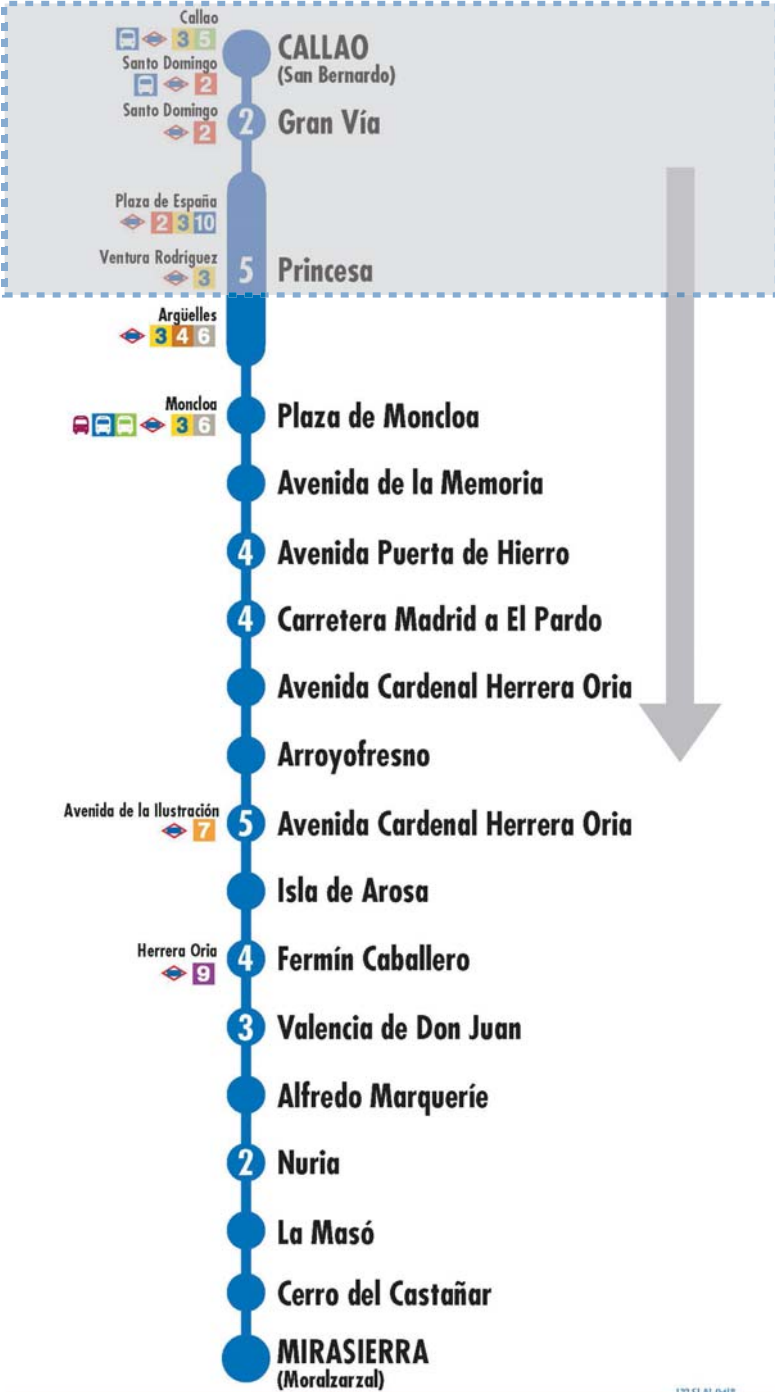 Callao
3 5
CALLAO
(San Bernardo)
Santo Domingo
2
Santo Domingo
2
2 Gran Vía
Plaza de España
2 3 10
Ventura Rodríguez
3
5 Princesa
Argüelles
3 4 6
Moncloa
3 6
Plaza de Moncloa
Avenida de la Memoria
4 Avenida Puerta de Hierro
4 Carretera Madrid a El Pardo
Avenida Cardenal Herrera Oria
Arroyofresno
Avenida de la Ilustración
7
5 Avenida Cardenal Herrera Oria
Isla de Arosa
Herrera Oria
9
4 Fermín Caballero
3 Valencia de Don Juan
Alfredo Marqueríe
2 Nuria
La Masó
Cerro del Castañar
MIRASIERRA
(Moralzarzal)